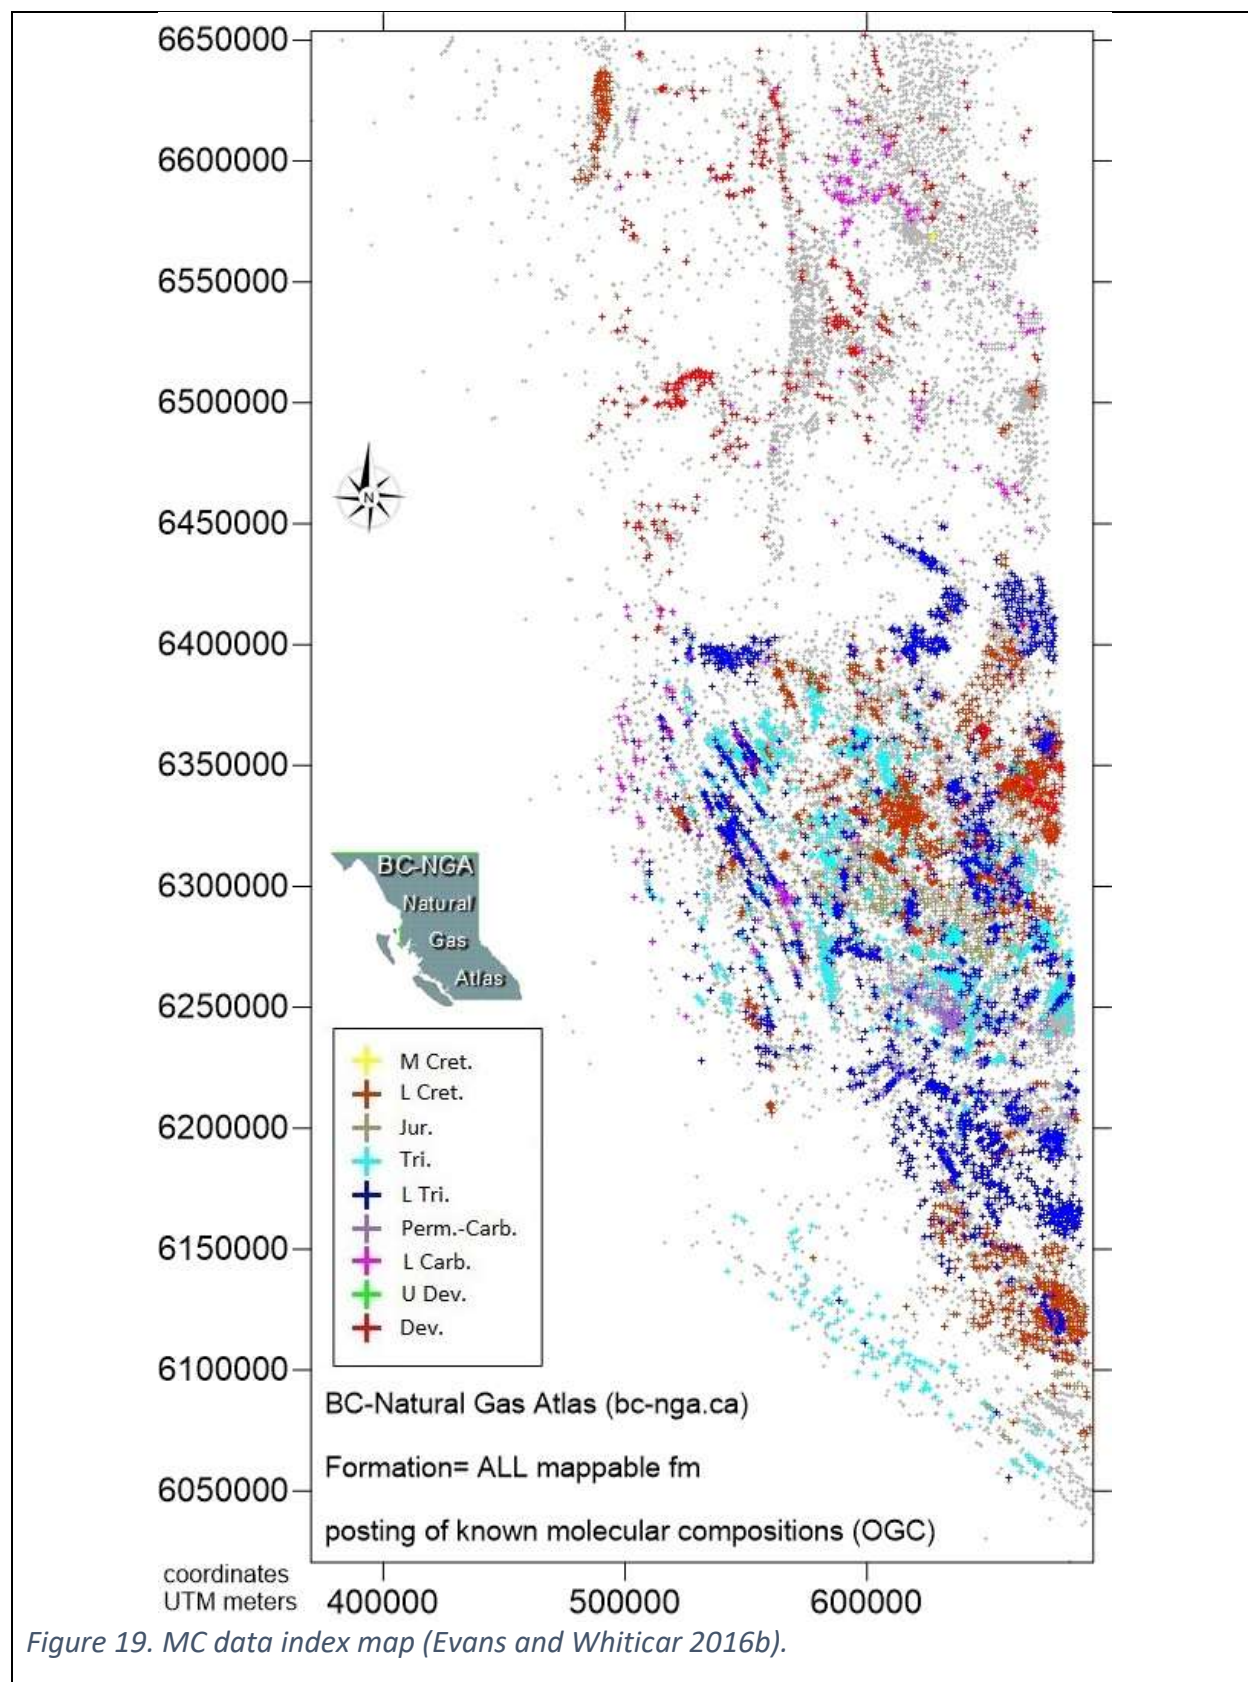 6650000
6600000
6550000
6500000
6450000
6400000
6350000
6300000
6250000
6200000
6150000
6100000
6050000
N
BC-NGA
Natural
Gas
Atlas
M Cret.
L Cret.
Jur.
Tri.
L Tri.
Perm.-Carb.
L Carb.
U Dev.
Dev.
BC-Natural Gas Atlas (bc-nga.ca)
Formation= ALL mappable fm
posting of known molecular compositions (OGC)
coordinates
UTM meters
400000 500000 600000
Figure 19. MC data index map (Evans and Whiticar 2016b).